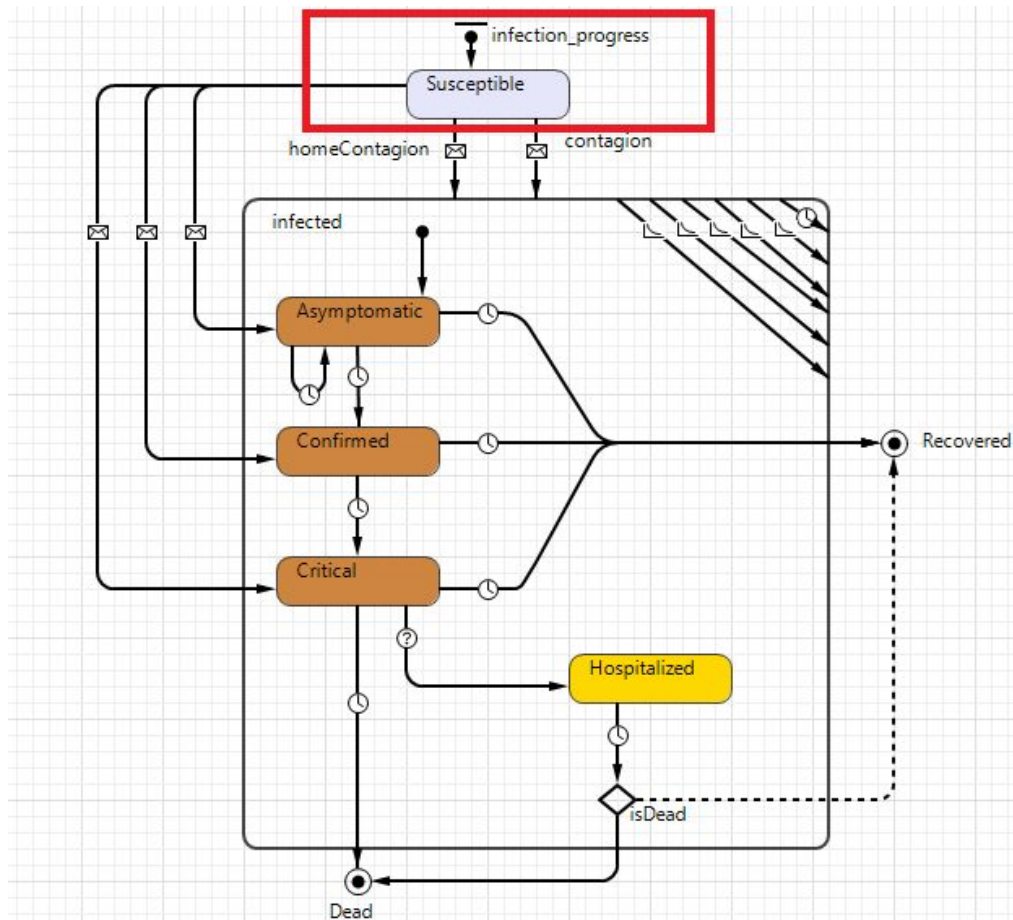 infection_progress
Susceptible
homeContagion
contagion
infected
Asymptomatic
Confirmed
Recovered
Critical
?
Hospitalized
isDead
Dead